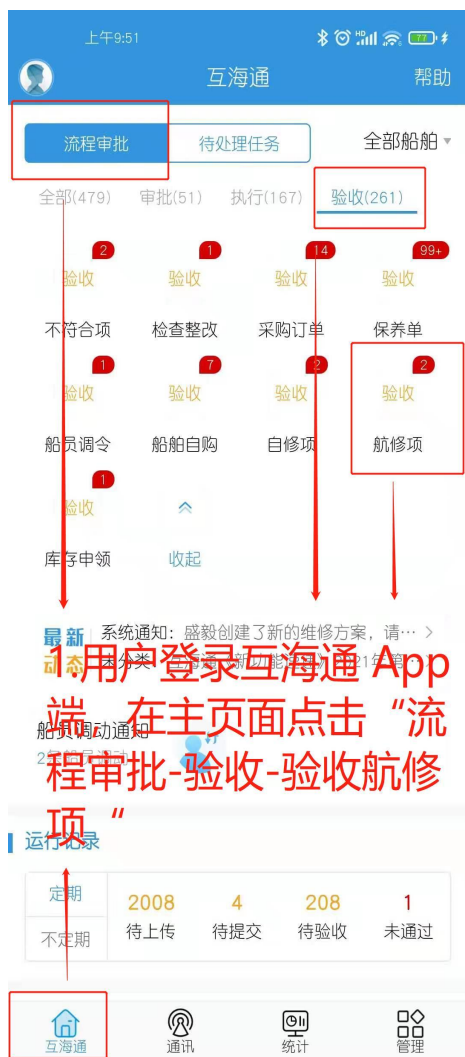 上午9:51
HD
77
互海通
帮助
流程审批
待处理任务
全部船舶
全部(479)
审批(51)
执行(167)
验收(261)
2
1
14
99+
验收
验收
验收
验收
不符合项
检查整改
采购订单
保养单
1
7
2
2
验收
验收
验收
验收
船员调令
船舶自购
自修项
航修项
1
验收
库存申领
收起
最新
动态
系统通知：盛毅创建了新的维修方案，请…
1.用户登录互海通 App
端，在主页面点击“流
程审批-验收-验收航修
项“
船员调动通知
运行记录
定期
不定期
2008
4
208
1
待上传
待提交
待验收
未通过
互海通
通讯
统计
管理